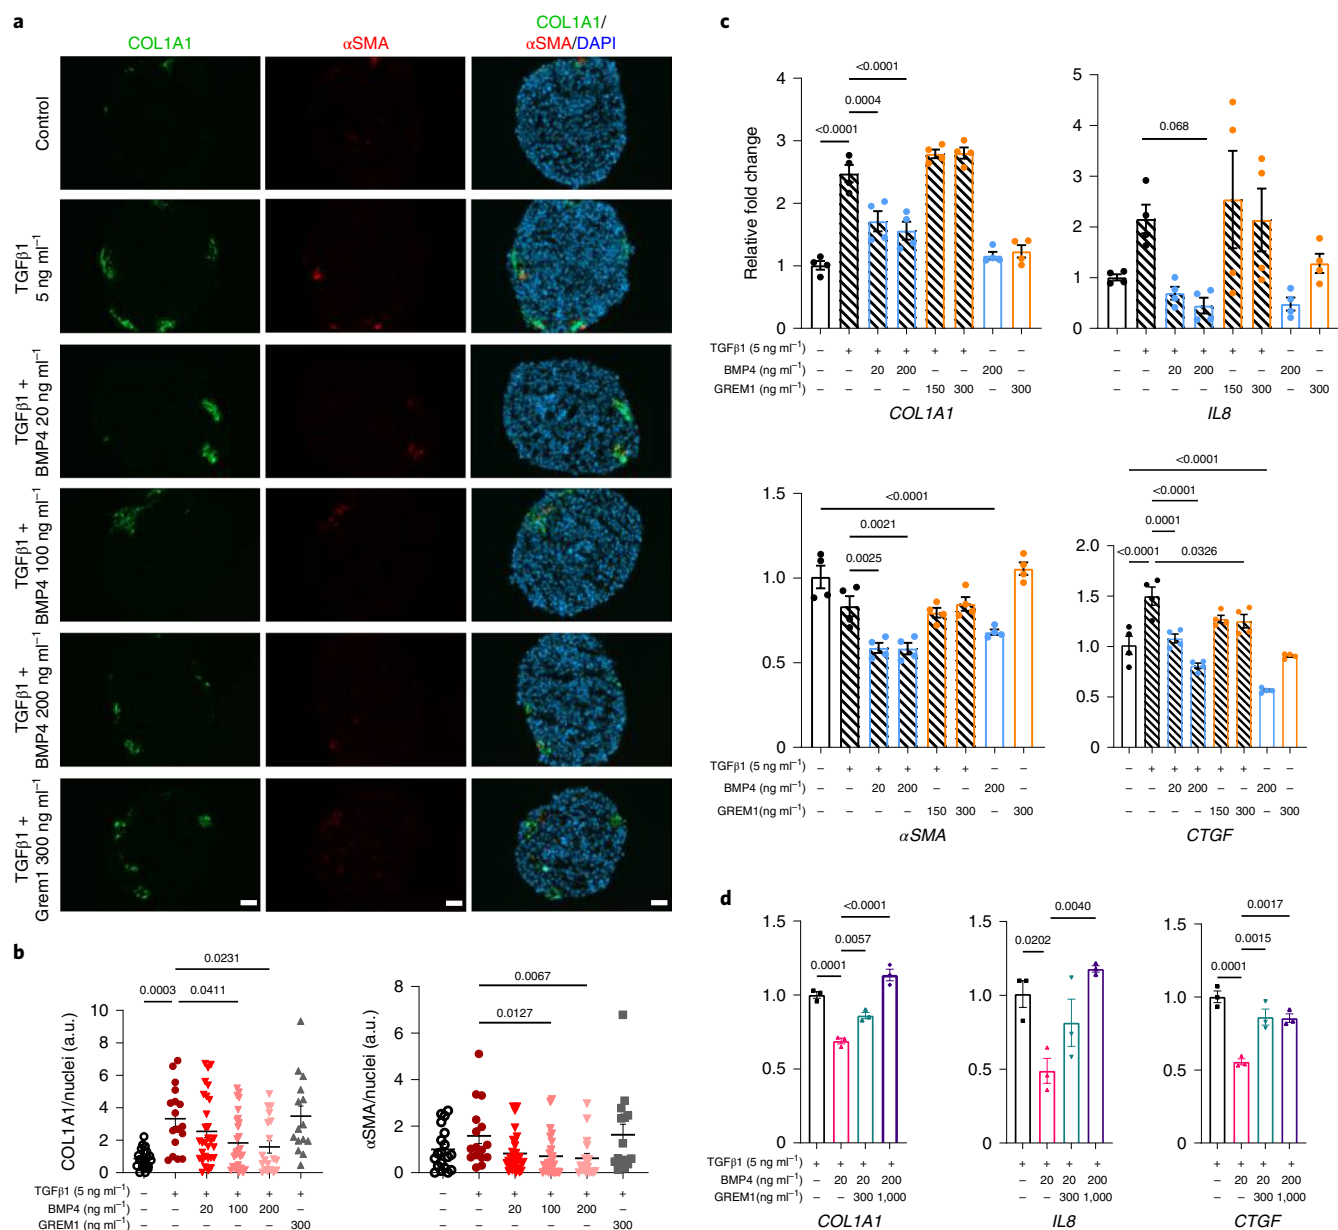 a
COL1A1
αSMA
COL1A1/
αSMA/DAPI
Control
TGFβ1
5 ng ml⁻¹
TGFβ1 +
BMP4 20 ng ml⁻¹
TGFβ1 +
BMP4 100 ng ml⁻¹
TGFβ1 +
BMP4 200 ng ml⁻¹
TGFβ1 +
Grem1 300 ng ml⁻¹
b
COL1A1/nuclei (a.u.)
10
8
6
4
2
0
0.0231
0.0003 0.0411
TGFβ1 (5 ng ml⁻¹) – + + + + +
BMP4 (ng ml⁻¹) – – 20 100 200 –
GREM1 (ng ml⁻¹) – – – – – 300
αSMA/nuclei (a.u.)
8
6
4
2
0
0.0067
0.0127
– + + + + +
– – 20 100 200 –
– – – – – 300
c
Relative fold change
4
3
2
1
0
<0.0001
0.0004
<0.0001
TGFβ1 (5 ng ml⁻¹) – + + + + + – –
BMP4 (ng ml⁻¹) – – 20 200 – – 200 –
GREM1 (ng ml⁻¹) – – – – 150 300 – 300
COL1A1
5
4
3
2
1
0
0.068
– + + + + + – –
– – 20 200 – – 200 –
– – – – 150 300 – 300
IL8
1.5
1.0
0.5
0
<0.0001
0.0021
0.0025
TGFβ1 (5 ng ml⁻¹) – + + + + + – –
BMP4 (ng ml⁻¹) – – 20 200 – – 200 –
GREM1(ng ml⁻¹) – – – – 150 300 – 300
αSMA
2.0
1.5
1.0
0.5
0
<0.0001
<0.0001
0.0001
<0.0001 0.0326
– + + + + + – –
– – 20 200 – – 200 –
– – – – 150 300 – 300
CTGF
d
1.5
1.0
0.5
0
<0.0001
0.0057
0.0001
TGFβ1 (5 ng ml⁻¹) + + + +
BMP4 (ng ml⁻¹) – 20 20 200
GREM1(ng ml⁻¹) – – 300 1,000
COL1A1
1.5
1.0
0.5
0
0.0040
0.0202
+ + + +
– 20 20 200
– – 300 1,000
IL8
1.5
1.0
0.5
0
0.0017
0.0015
0.0001
+ + + +
– 20 20 200
– – 300 1,000
CTGF